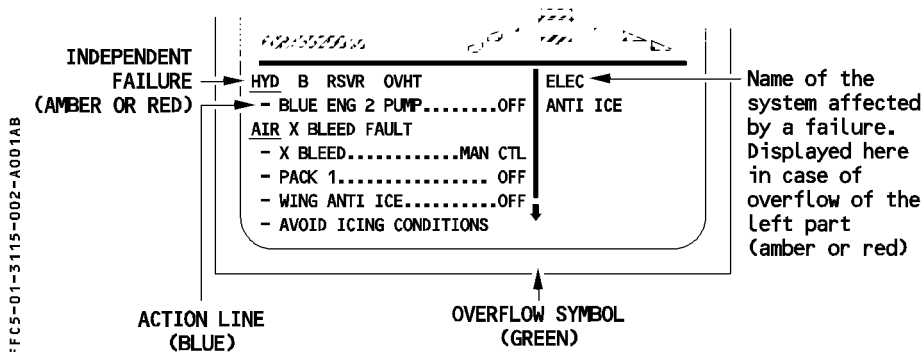 INDEPENDENT
FAILURE
(AMBER OR RED)
HYD B RSVR OVHT
- BLUE ENG 2 PUMP........OFF
AIR X BLEED FAULT
- X BLEED.............MAN CTL
- PACK 1................ OFF
- WING ANTI ICE..........OFF
- AVOID ICING CONDITIONS
ELEC
ANTI ICE
Name of the
system affected
by a failure.
Displayed here
in case of
overflow of the
left part
(amber or red)
ACTION LINE
(BLUE)
OVERFLOW SYMBOL
(GREEN)
FFC5-01-3115-002-A001AB